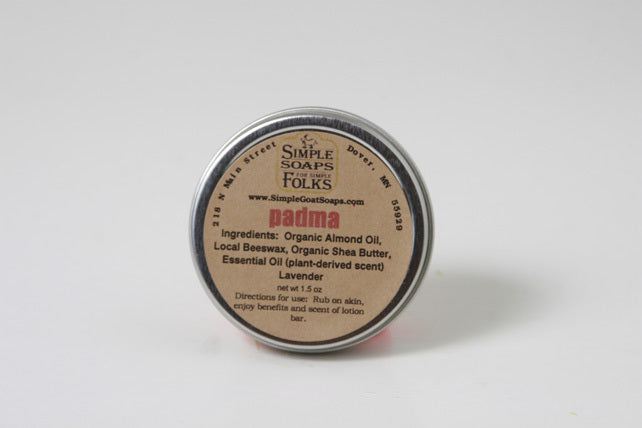 SIMPLE
SOAPS
FOR SIMPLE
FOLKS
218 N Main Street
Dover, MN 55929
www.SimpleGoatSoaps.com
padma
Ingredients: Organic Almond Oil,
Local Beeswax, Organic Shea Butter,
Essential Oil (plant-derived scent)
Lavender
net wt 1.5 oz
Directions for use: Rub on skin,
enjoy benefits and scent of lotion
bar.